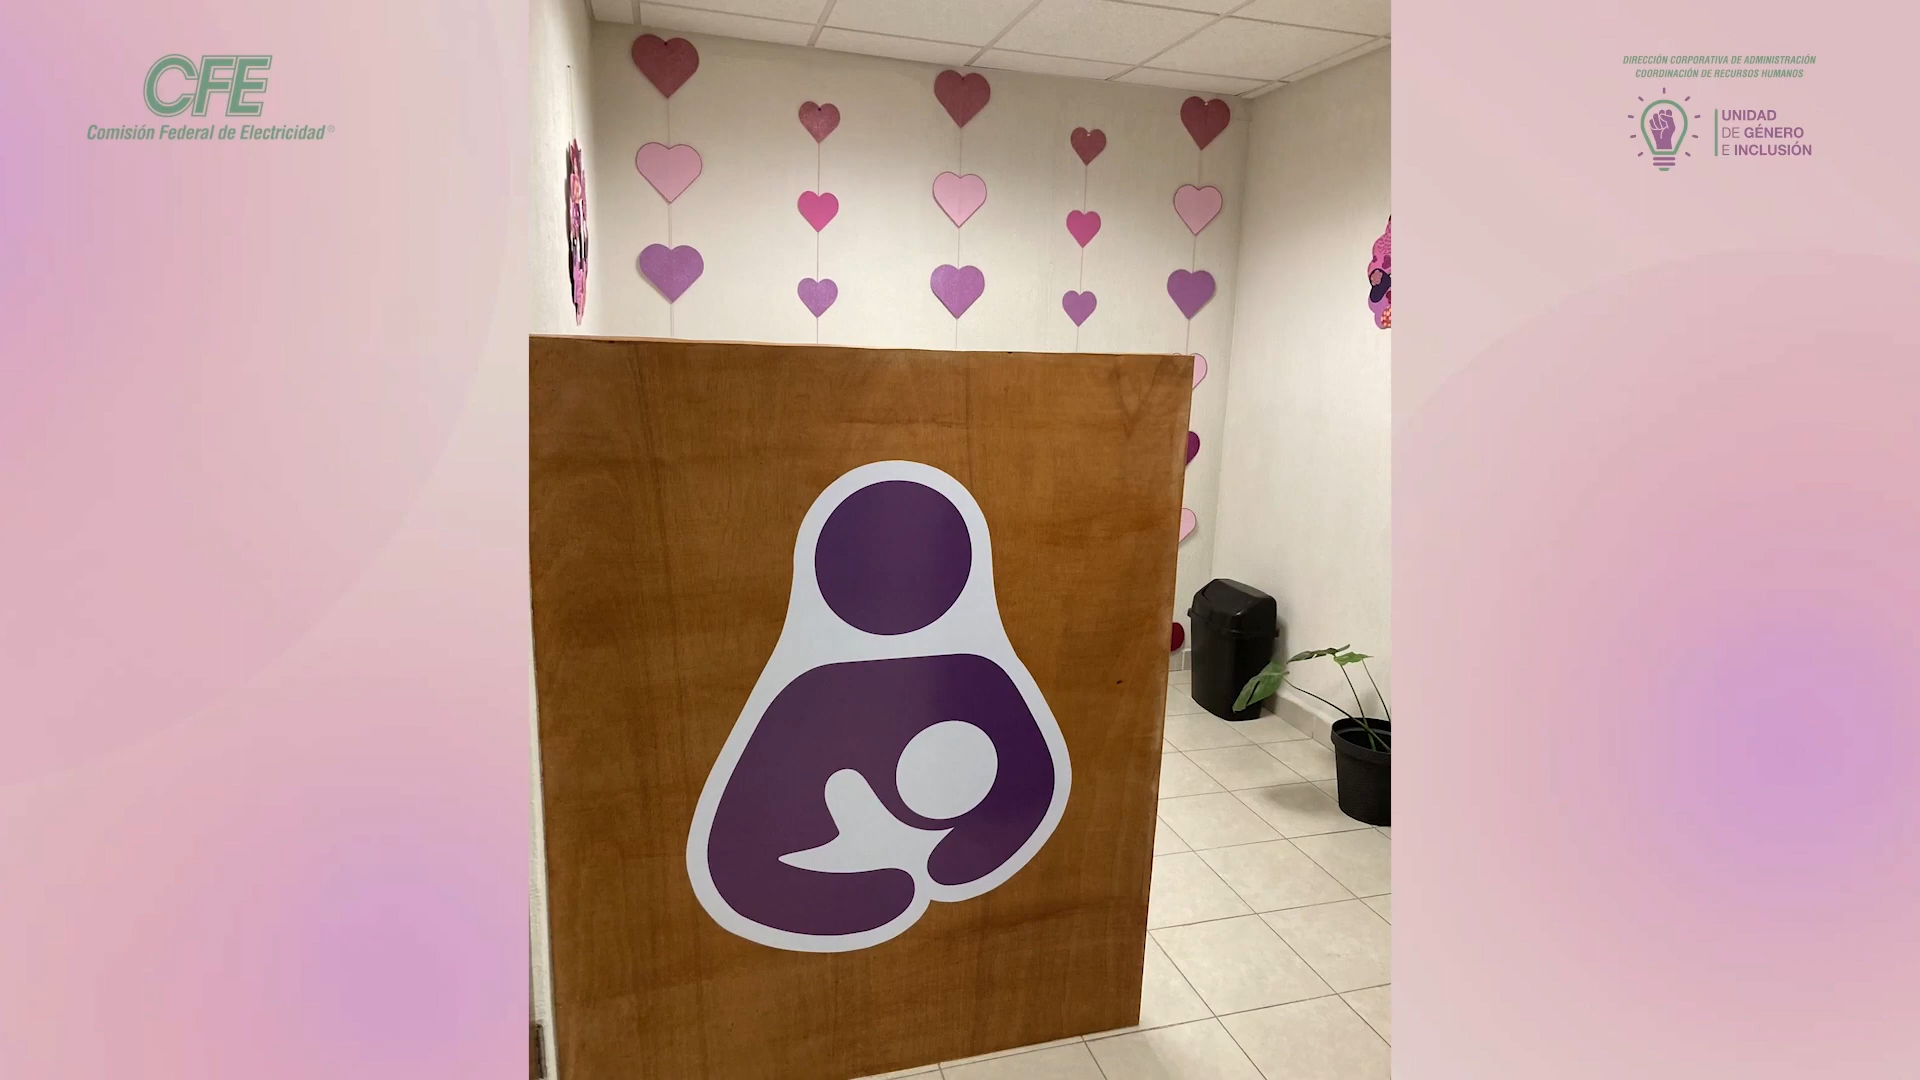 CFE
Comisión Federal de Electricidad®
DIRECCIÓN CORPORATIVA DE ADMINISTRACIÓN
COORDINACIÓN DE RECURSOS HUMANOS
UNIDAD
DE GÉNERO
E INCLUSIÓN